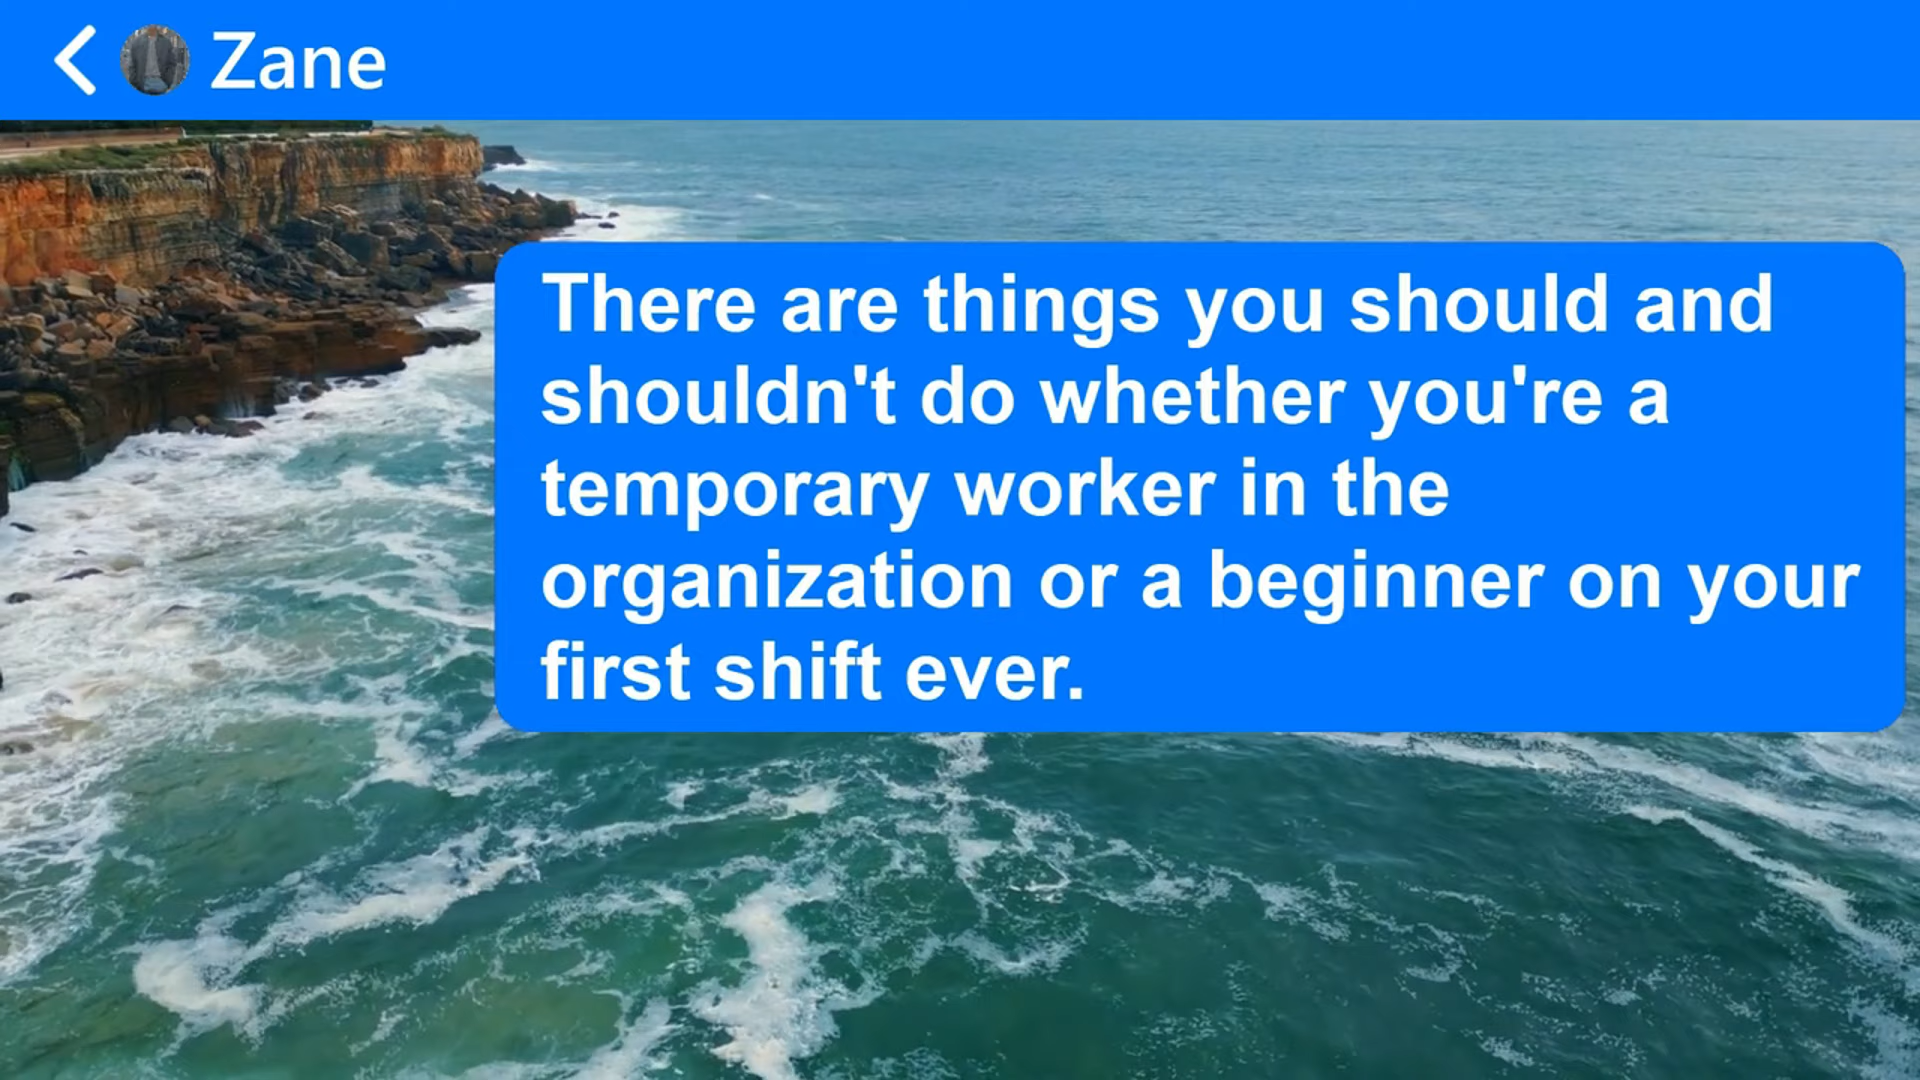 Zane
There are things you should and
shouldn't do whether you're a
temporary worker in the
organization or a beginner on your
first shift ever.